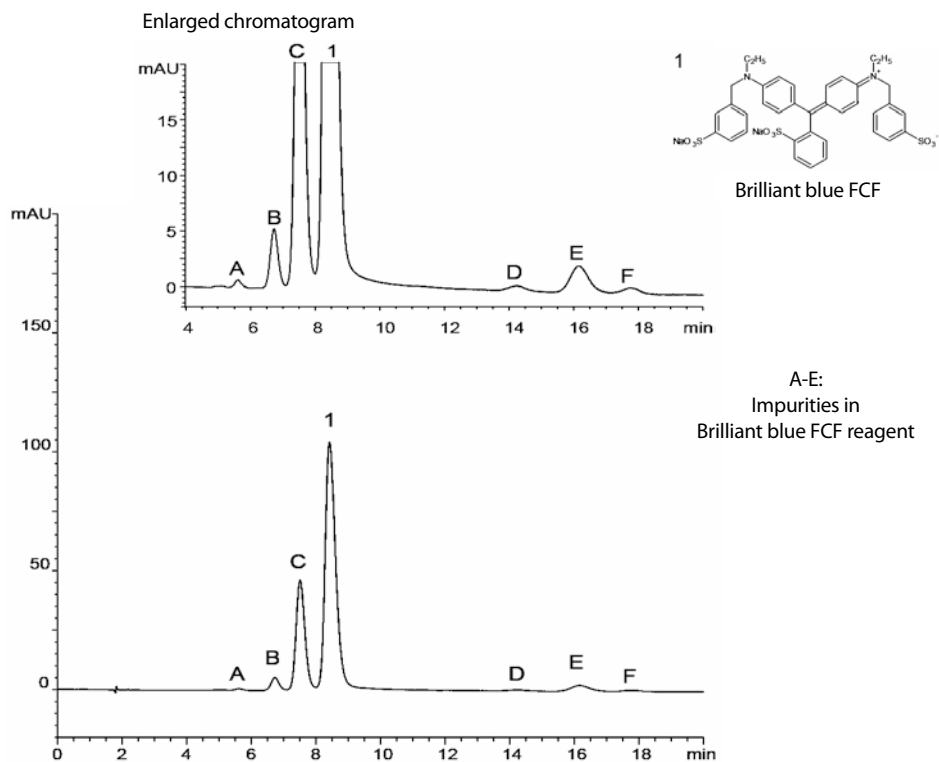 Enlarged chromatogram
mAU
C
1
15
10
5
0
B
A
D
E
F
4
6
8
10
12
14
16
18
min
1
C₂H₅
C₂H₅
N
N⁺
NaO₃S
NaO₃S
SO₃⁻
Brilliant blue FCF
mAU
150
100
50
0
1
C
B
A
D
E
F
0
2
4
6
8
10
12
14
16
18
min
A-E:
Impurities in
Brilliant blue FCF reagent